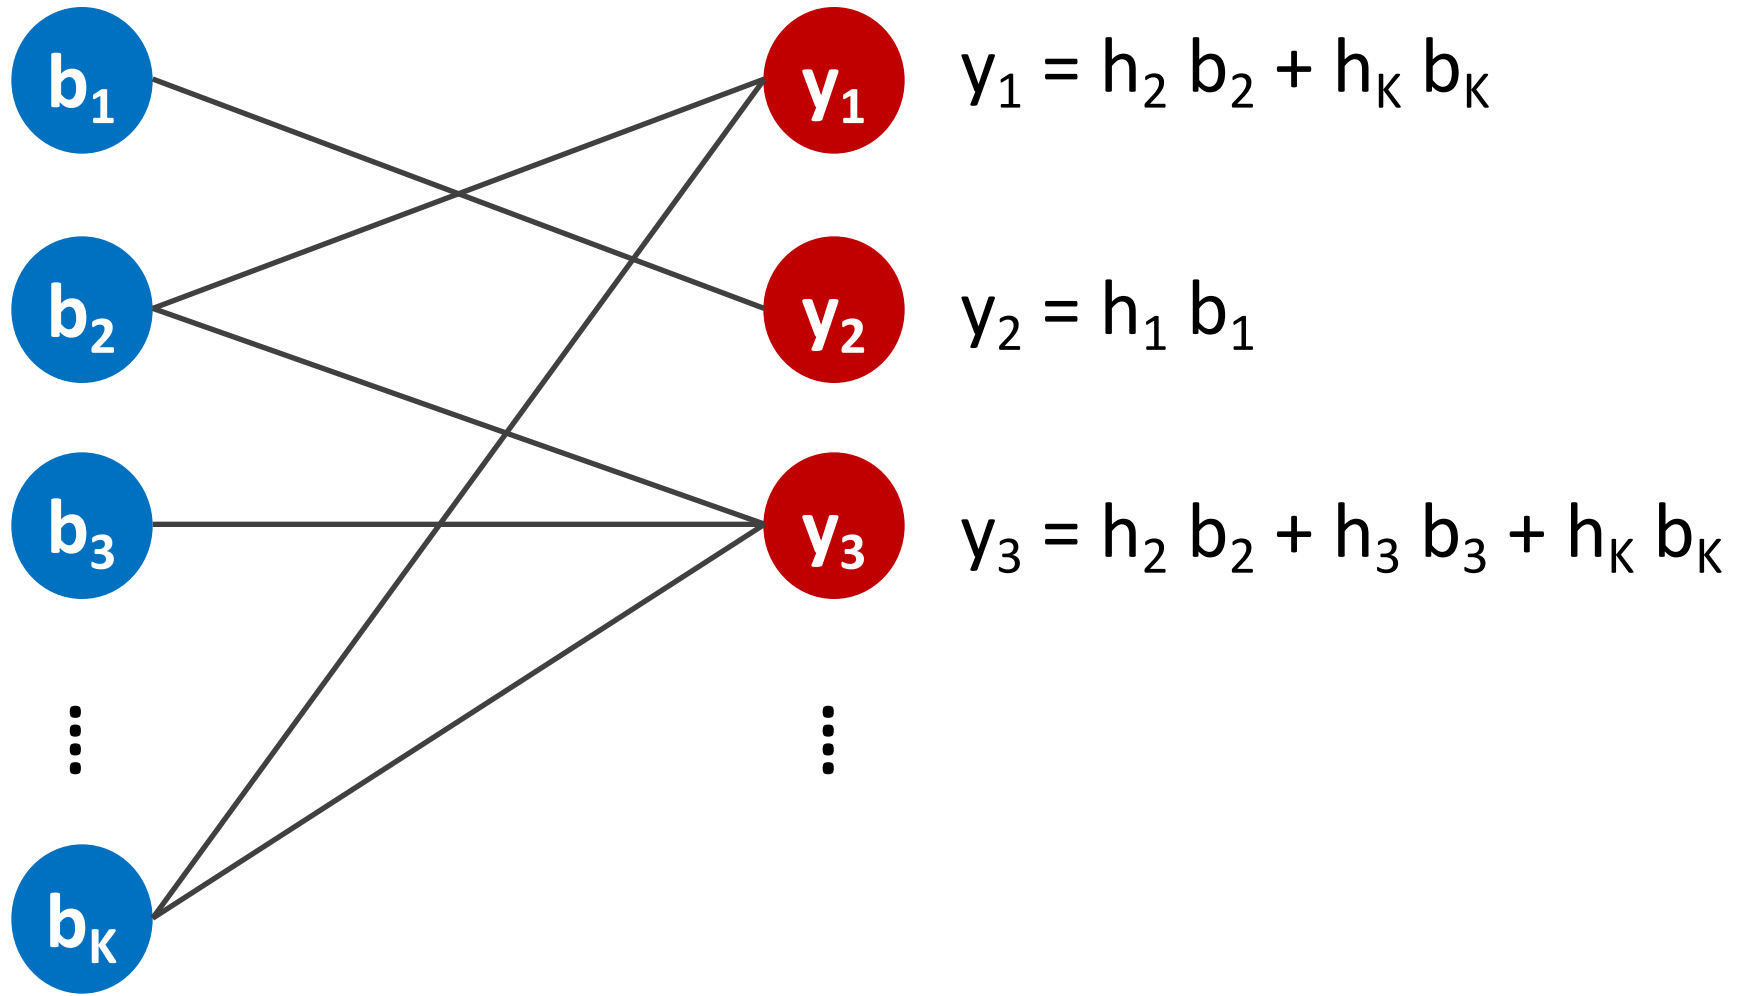 b₁ y₁ y₁ = h₂ b₂ + hK bK
b₂ y₂ y₂ = h₁ b₁
b₃ y₃ y₃ = h₂ b₂ + h₃ b₃ + hK bK
bK